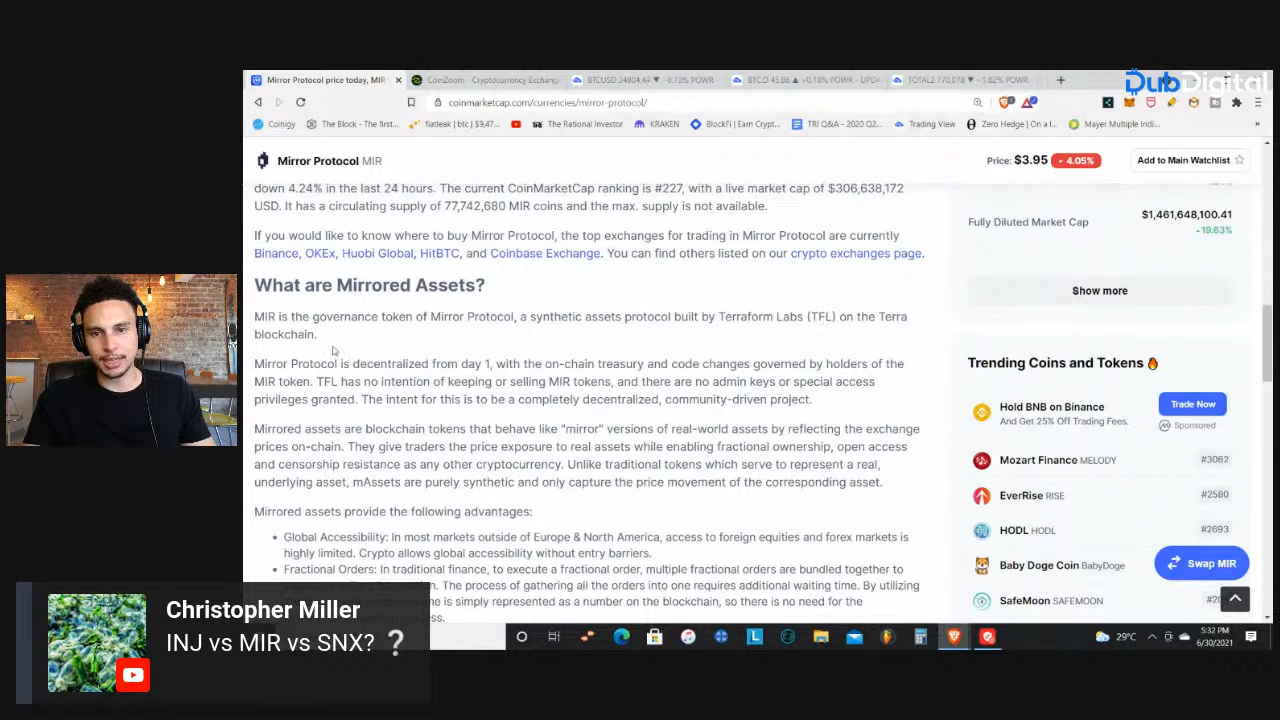 Mirror Protocol price today, MIR
CoinZoom - Cryptocurrency Exchang
BTCUSD 34804.47 ▼ -0.73% POWR
BTC.D 45.86 ▲ +0.18% POWR - UPD
TOTAL2 770.078 ▼ -1.02% POWR
DubDigital
coinmarketcap.com/currencies/mirror-protocol/
Coinigy
The Block - The first...
fiatleak | btc | $9,47...
The Rational Investor
KRAKEN
BlockFi | Earn Crypt...
TRI Q&A - 2020 Q2...
Trading View
Zero Hedge | On a l...
Mayer Multiple Indi...
Mirror Protocol MIR
Price: $3.95
4.05%
Add to Main Watchlist
down 4.24% in the last 24 hours. The current CoinMarketCap ranking is #227, with a live market cap of $306,638,172
USD. It has a circulating supply of 77,742,680 MIR coins and the max. supply is not available.
If you would like to know where to buy Mirror Protocol, the top exchanges for trading in Mirror Protocol are currently
Binance, OKEx, Huobi Global, HitBTC, and Coinbase Exchange. You can find others listed on our crypto exchanges page.
What are Mirrored Assets?
MIR is the governance token of Mirror Protocol, a synthetic assets protocol built by Terraform Labs (TFL) on the Terra
blockchain.
Mirror Protocol is decentralized from day 1, with the on-chain treasury and code changes governed by holders of the
MIR token. TFL has no intention of keeping or selling MIR tokens, and there are no admin keys or special access
privileges granted. The intent for this is to be a completely decentralized, community-driven project.
Mirrored assets are blockchain tokens that behave like "mirror" versions of real-world assets by reflecting the exchange
prices on-chain. They give traders the price exposure to real assets while enabling fractional ownership, open access
and censorship resistance as any other cryptocurrency. Unlike traditional tokens which serve to represent a real,
underlying asset, mAssets are purely synthetic and only capture the price movement of the corresponding asset.
Mirrored assets provide the following advantages:
Global Accessibility: In most markets outside of Europe & North America, access to foreign equities and forex markets is
highly limited. Crypto allows global accessibility without entry barriers.
Fractional Orders: In traditional finance, to execute a fractional order, multiple fractional orders are bundled together to
The process of gathering all the orders into one requires additional waiting time. By utilizing
is simply represented as a number on the blockchain, so there is no need for the
Fully Diluted Market Cap
$1,461,648,100.41
-19.63%
Show more
Trending Coins and Tokens 🔥
Hold BNB on Binance
And Get 25% Off Trading Fees.
Trade Now
Sponsored
Mozart Finance MELODY
#3062
EverRise RISE
#2580
HODL HODL
#2693
Baby Doge Coin BabyDoge
SafeMoon SAFEMOON
Swap MIR
Christopher Miller
INJ vs MIR vs SNX? ❔
29°C
5:32 PM
6/30/2021